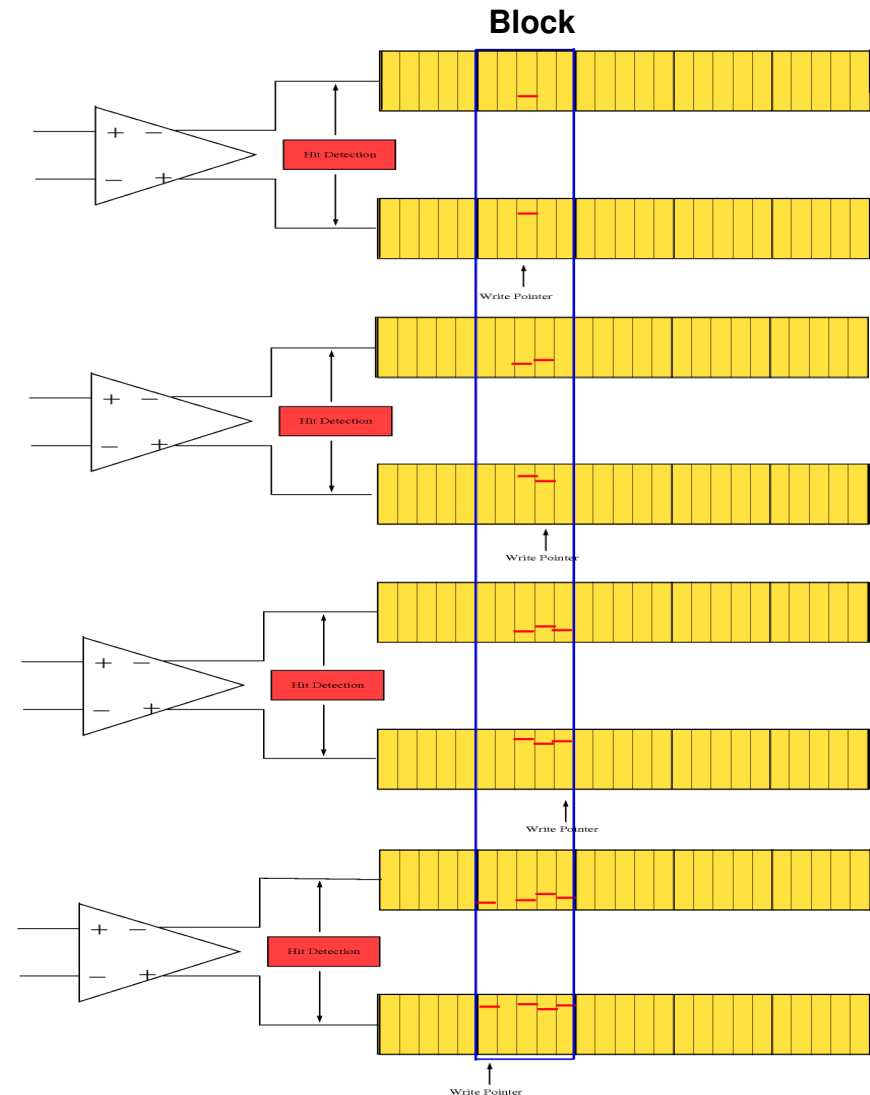 Block
+ −
Hit Detection
− +
Write Pointer
+ −
Hit Detection
− +
Write Pointer
+ −
Hit Detection
− +
Write Pointer
+ −
Hit Detection
− +
Write Pointer